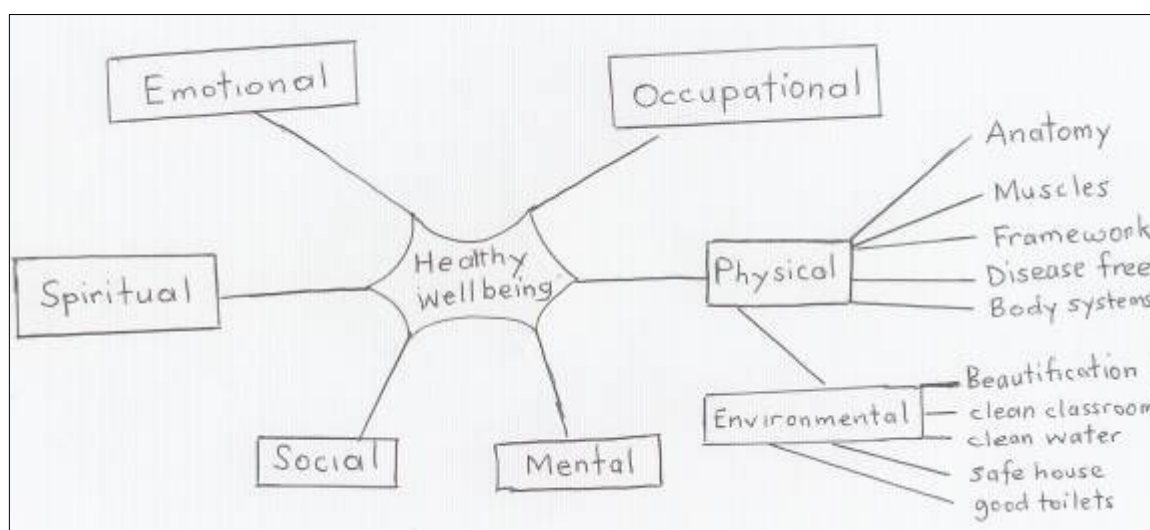 Emotional
Occupational
Anatomy
Muscles
Framework
Disease free
Body systems
Healthy
Wellbeing
Physical
Spiritual
Environmental
Beautification
clean classroom
clean water
safe house
good toilets
Social
Mental